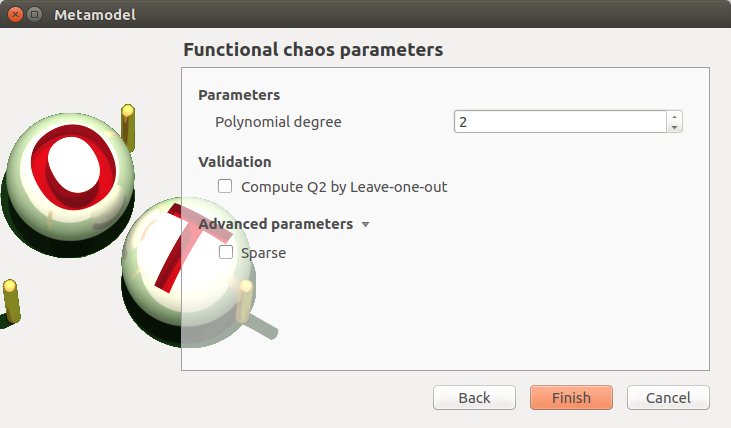 Metamodel
Functional chaos parameters
Parameters
Polynomial degree 2
Validation
Compute Q2 by Leave-one-out
Advanced parameters
Sparse
O
T
Back Finish Cancel